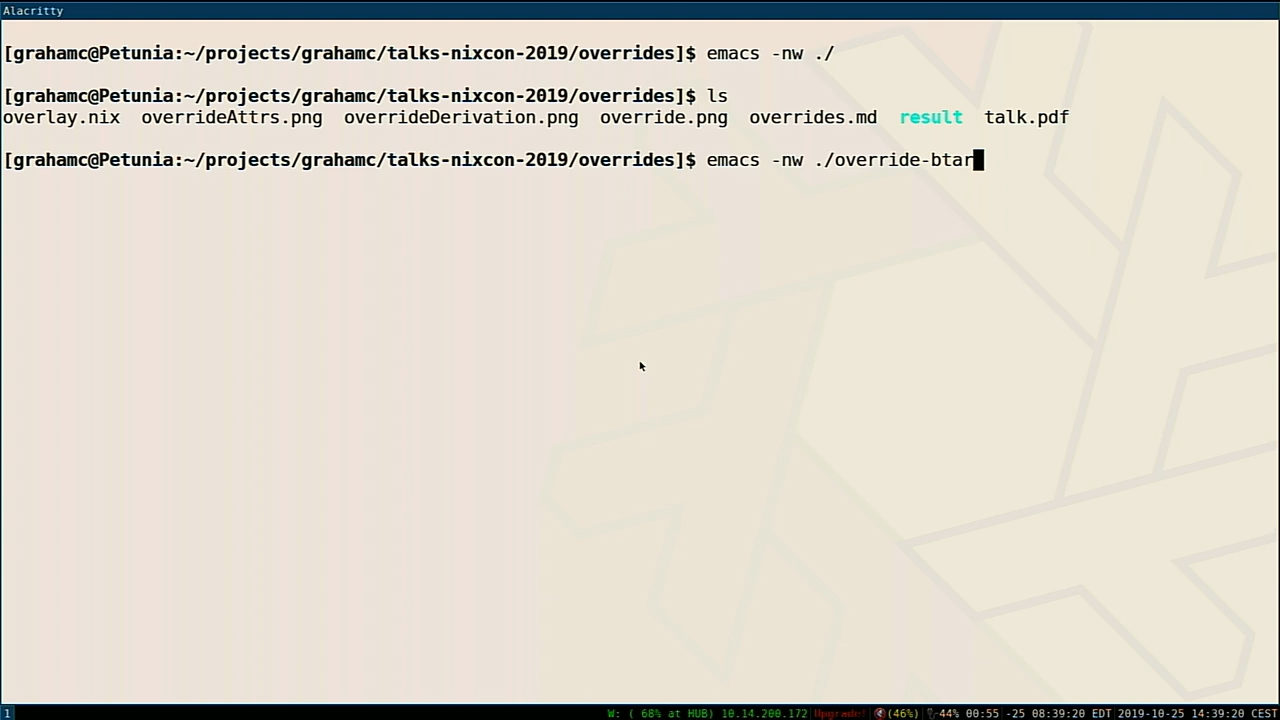 Alacritty
[grahamc@Petunia:~/projects/grahamc/talks-nixcon-2019/overrides]$ emacs -nw ./
[grahamc@Petunia:~/projects/grahamc/talks-nixcon-2019/overrides]$ ls
overlay.nix overrideAttrs.png overrideDerivation.png override.png overrides.md result talk.pdf
[grahamc@Petunia:~/projects/grahamc/talks-nixcon-2019/overrides]$ emacs -nw ./override-btar
1 W: ( 68% at HUB) 10.14.200.172 Upgrade! (46%) 44% 00:55 -25 08:39:20 EDT 2019-10-25 14:39:20 CEST